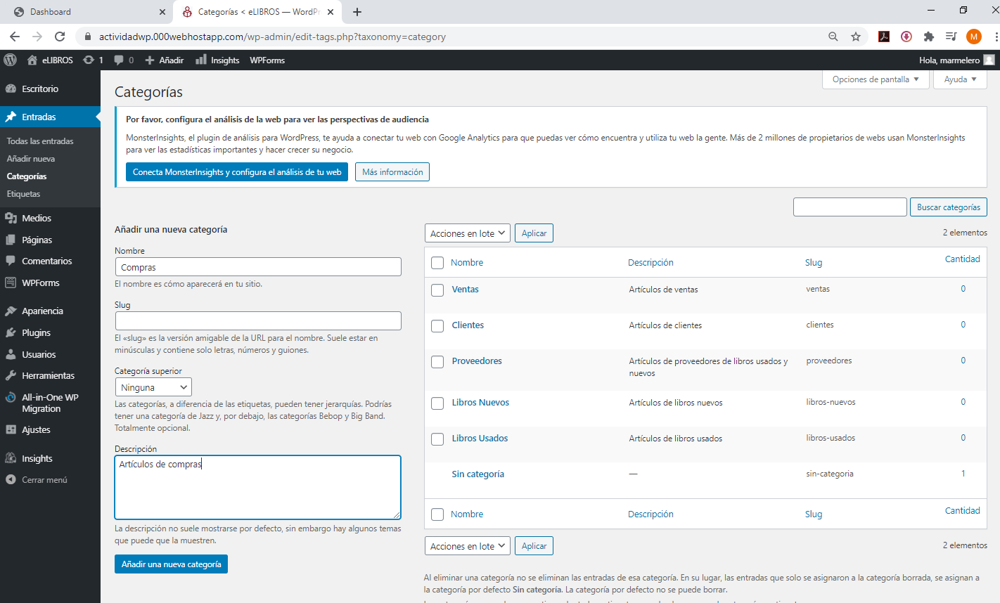 Dashboard
Categorías < eLIBROS — WordPr
actividadwp.000webhostapp.com/wp-admin/edit-tags.php?taxonomy=category
M
eLIBROS
1
0
Añadir
Insights
WPForms
Hola, marmelero
Escritorio
Entradas
Todas las entradas
Añadir nueva
Categorías
Etiquetas
Medios
Páginas
Comentarios
WPForms
Apariencia
Plugins
Usuarios
Herramientas
All-in-One WP
Migration
Ajustes
Insights
Cerrar menú
Opciones de pantalla
Ayuda
Categorías
Por favor, configura el análisis de la web para ver las perspectivas de audiencia
MonsterInsights, el plugin de análisis para WordPress, te ayuda a conectar tu web con Google Analytics para que puedas ver cómo encuentra y utiliza tu web la gente. Más de 2 millones de propietarios de webs usan MonsterInsights
para ver las estadísticas importantes y hacer crecer su negocio.
Conecta MonsterInsights y configura el análisis de tu web
Más información
Buscar categorías
Añadir una nueva categoría
Nombre
Compras
El nombre es cómo aparecerá en tu sitio.
Slug
El «slug» es la versión amigable de la URL para el nombre. Suele estar en
minúsculas y contiene solo letras, números y guiones.
Categoría superior
Ninguna
Las categorías, a diferencia de las etiquetas, pueden tener jerarquías. Podrías
tener una categoría de Jazz y, por debajo, las categorías Bebop y Big Band.
Totalmente opcional.
Descripción
Artículos de compras
La descripción no suele mostrarse por defecto, sin embargo hay algunos temas
que puede que la muestren.
Añadir una nueva categoría
Acciones en lote
Aplicar
2 elementos
Nombre Descripción Slug Cantidad
Ventas Artículos de ventas ventas 0
Clientes Artículos de clientes clientes 0
Proveedores Artículos de proveedores de libros usados y proveedores 0
nuevos
Libros Nuevos Artículos de libros nuevos libros-nuevos 0
Libros Usados Artículos de libros usados libros-usados 0
Sin categoría — sin-categoria 1
Nombre Descripción Slug Cantidad
Acciones en lote
Aplicar
2 elementos
Al eliminar una categoría no se eliminan las entradas de esa categoría. En su lugar, las entradas que solo se asignaron a la categoría borrada, se asignan a
la categoría por defecto Sin categoría. La categoría por defecto no se puede borrar.